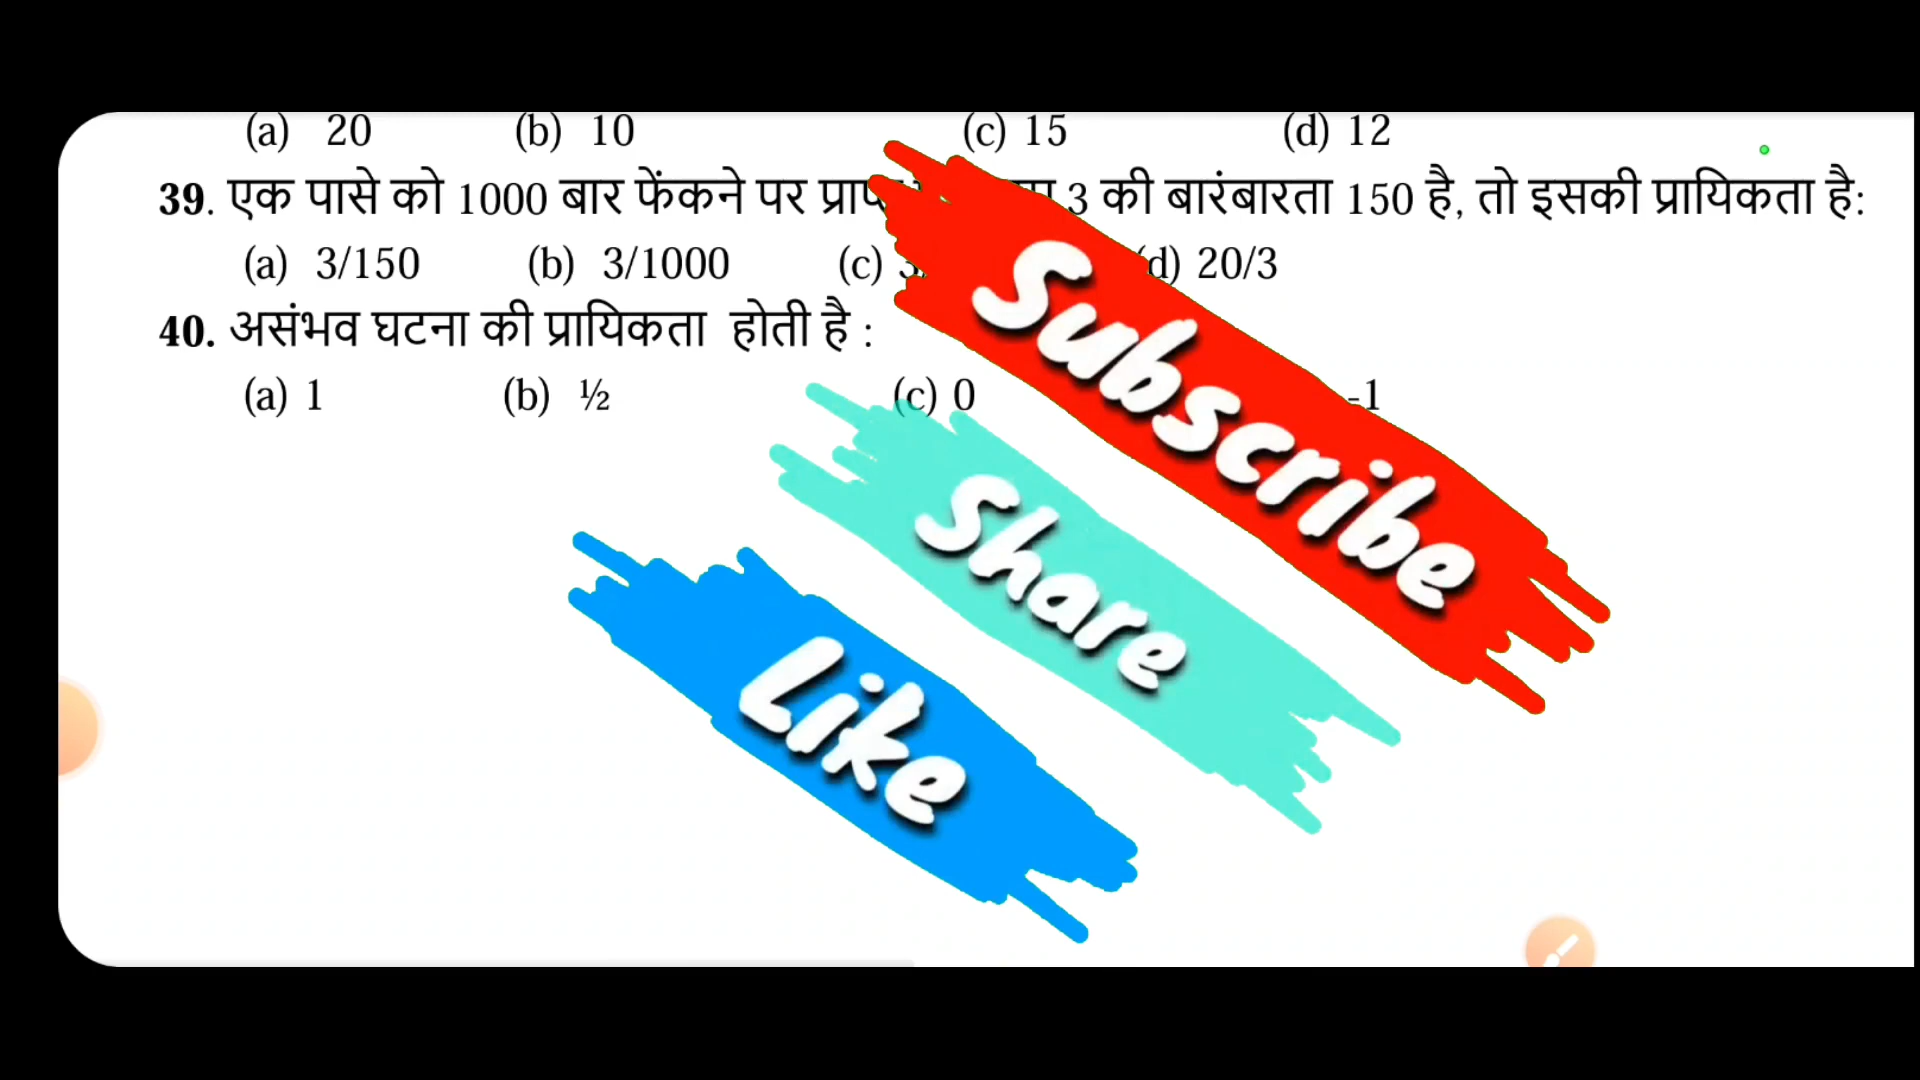 (a) 20 (b) 10 (c) 15 (d) 12
39. एक पासे को 1000 बार फेंकने पर 3 की बारंबारता 150 है, तो इसकी प्रायिकता है:
(a) 3/150 (b) 3/1000 (c) (d) 20/3
40. असंभव घटना की प्रायिकता होती है :
(a) 1 (b) ½ (c) 0 -1
Subscribe
Share
Like